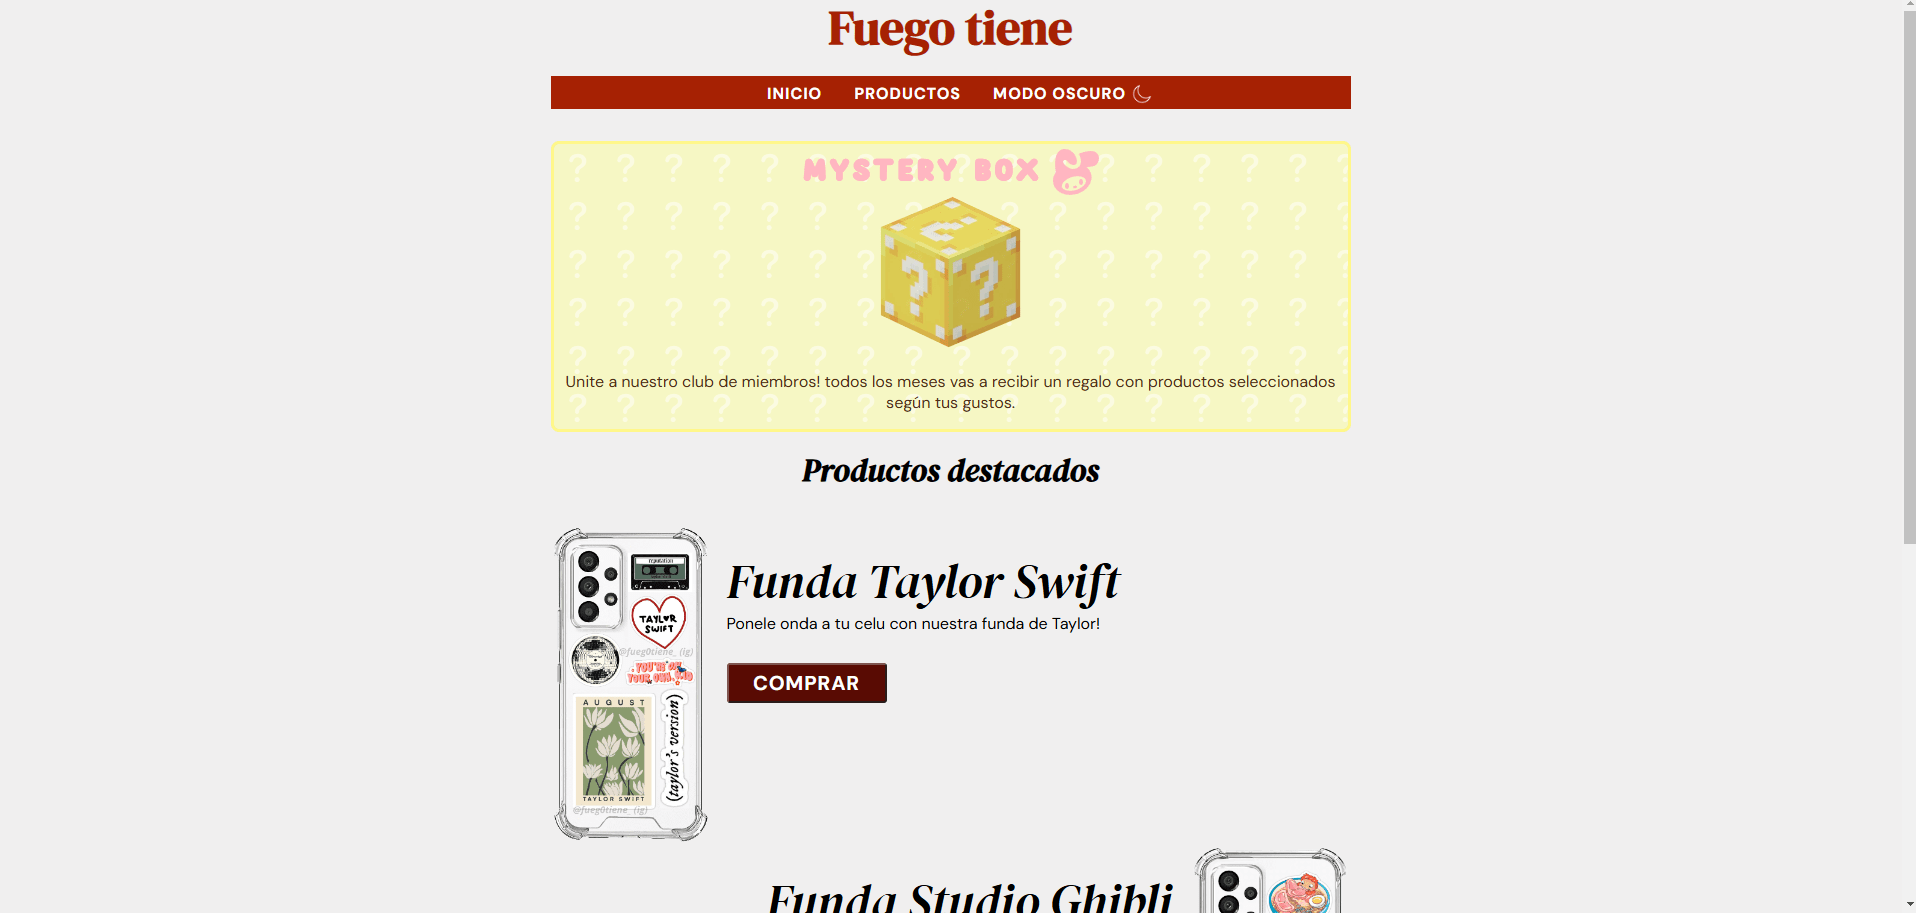 Fuego tiene
INICIO PRODUCTOS MODO OSCURO
MYSTERY BOX
Unite a nuestro club de miembros! todos los meses vas a recibir un regalo con productos seleccionados
según tus gustos.
Productos destacados
reputation
TAYLOR
SWIFT
@fueg0tiene_(ig)
YOU'RE ON
YOUR OWN, KID
AUGUST
TAYLOR SWIFT
(taylor's version)
@fueg0tiene_(ig)
Funda Taylor Swift
Ponele onda a tu celu con nuestra funda de Taylor!
COMPRAR
Funda Studio Ghibli